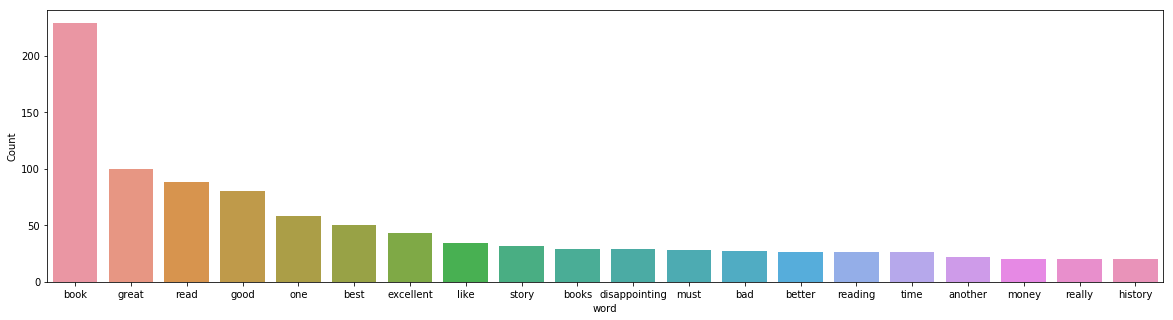 200
150
100
50
0
Count
book great read good one best excellent like story books disappointing must bad better reading time another money really history
word